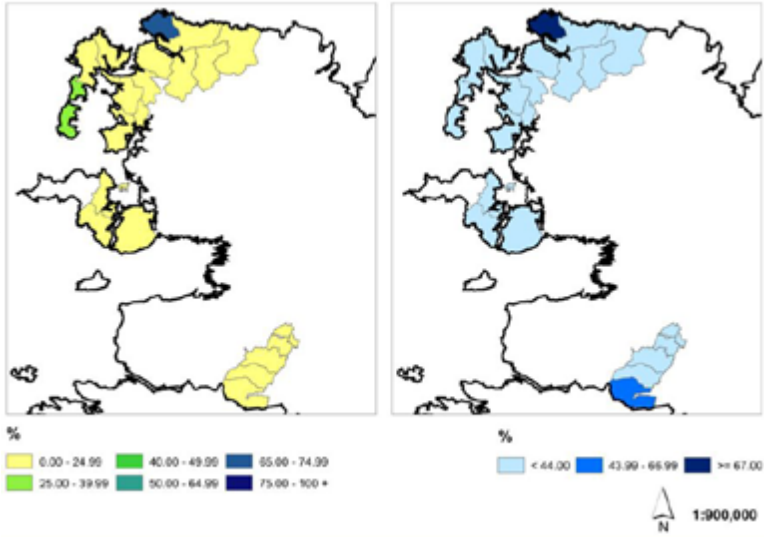 %
0.00 - 24.99 40.00 - 49.99 65.00 - 74.99
25.00 - 39.99 50.00 - 64.99 75.00 - 100 +
%
< 44.00 43.99 - 66.99 >= 67.00
N 1:900,000